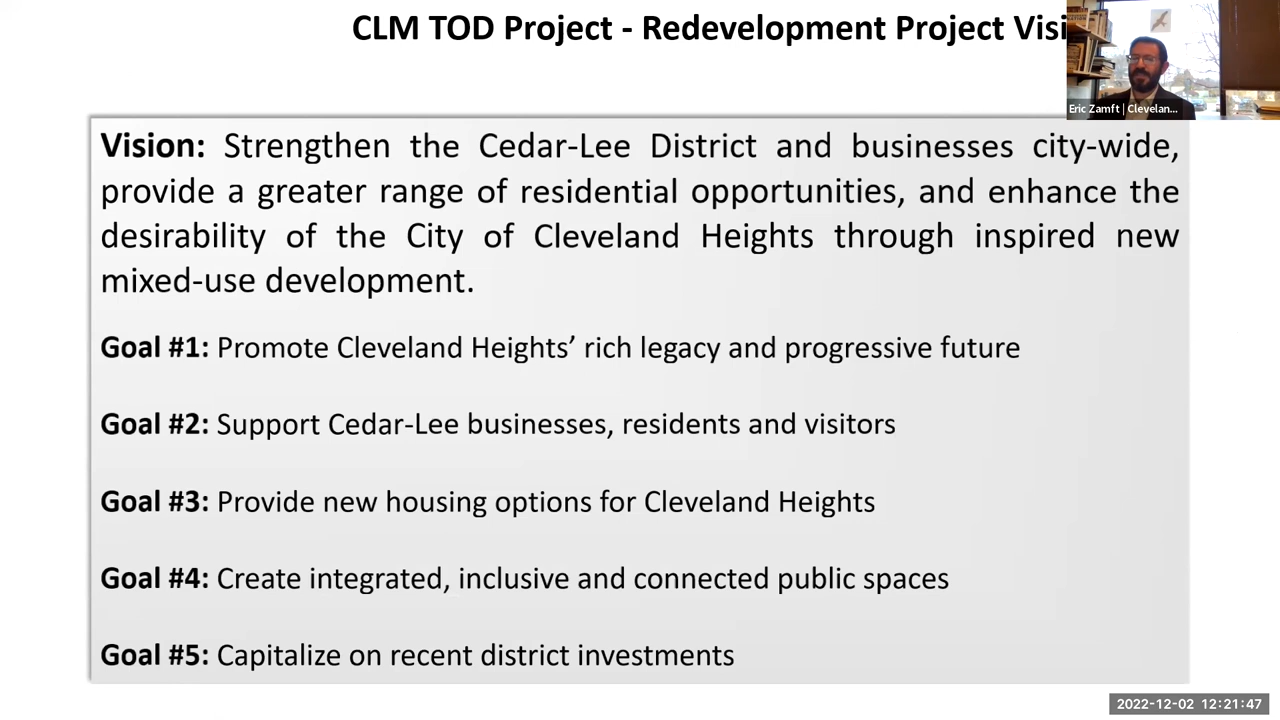 CLM TOD Project - Redevelopment Project Visi
Eric Zamft | Clevelan...
Vision: Strengthen the Cedar-Lee District and businesses city-wide,
provide a greater range of residential opportunities, and enhance the
desirability of the City of Cleveland Heights through inspired new
mixed-use development.
Goal #1: Promote Cleveland Heights’ rich legacy and progressive future
Goal #2: Support Cedar-Lee businesses, residents and visitors
Goal #3: Provide new housing options for Cleveland Heights
Goal #4: Create integrated, inclusive and connected public spaces
Goal #5: Capitalize on recent district investments
2022-12-02 12:21:47